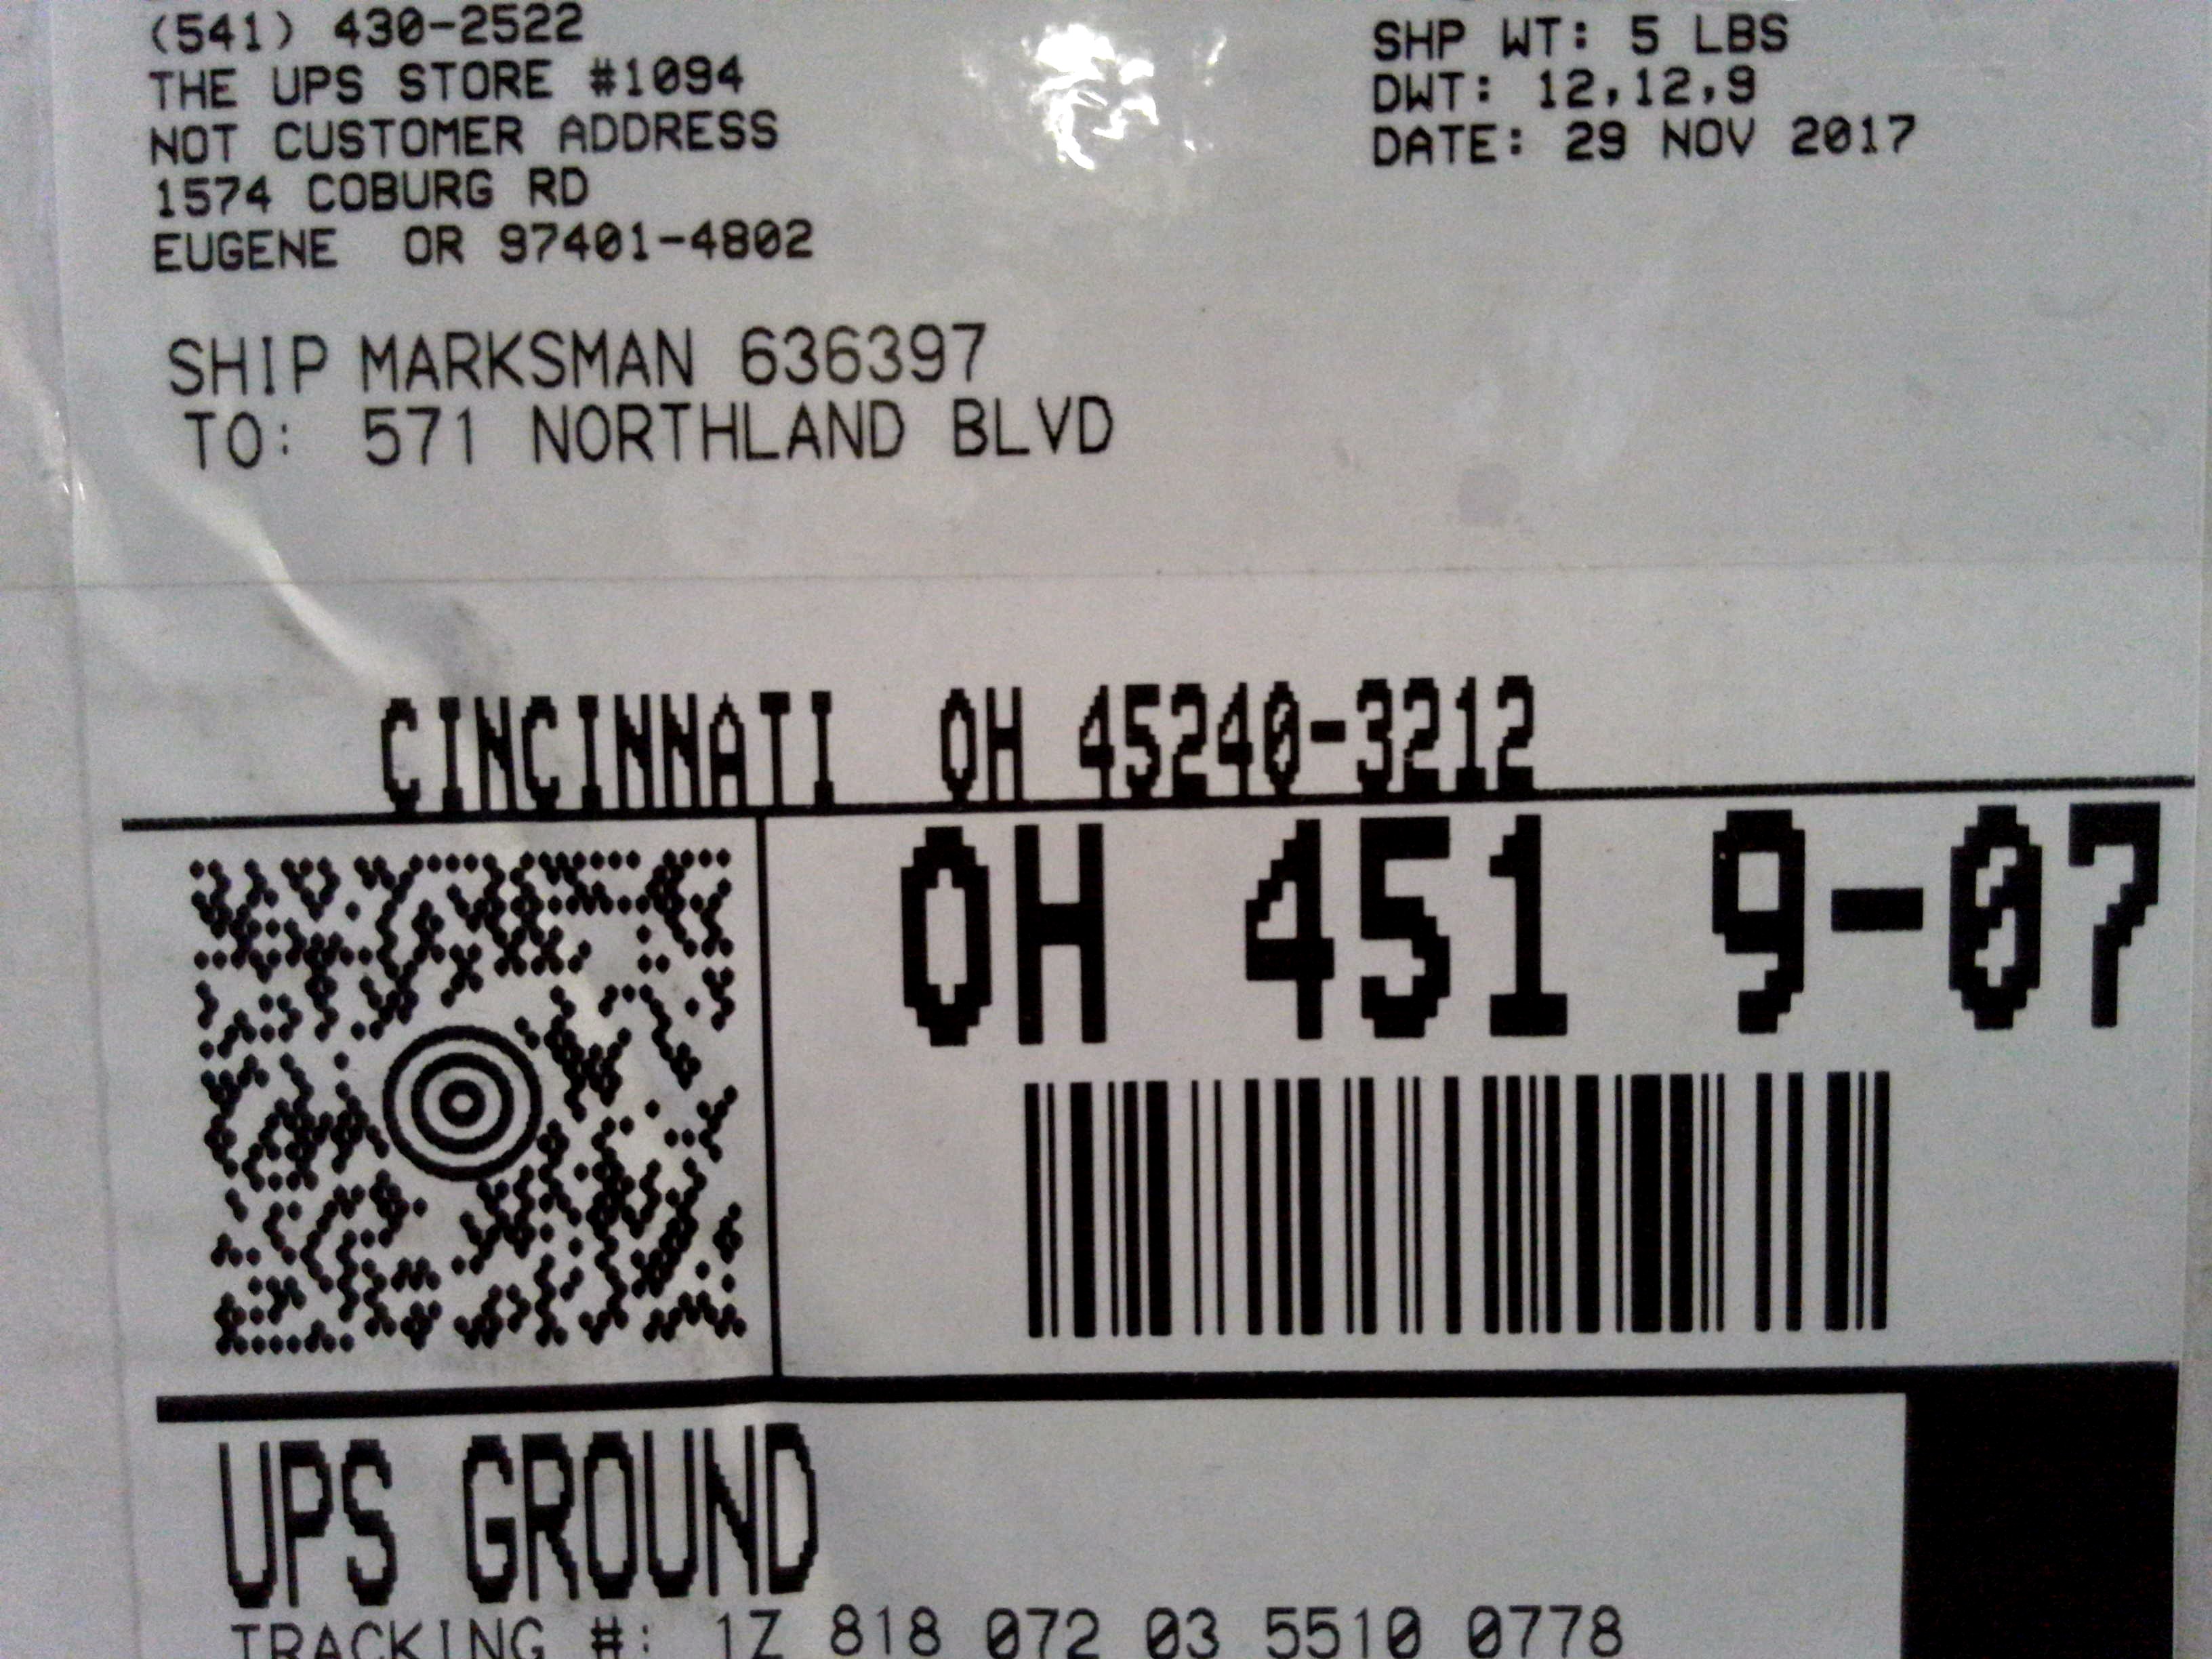 (541) 430-2522
THE UPS STORE #1094
NOT CUSTOMER ADDRESS
1574 COBURG RD
EUGENE OR 97401-4802
SHP WT: 5 LBS
DWT: 12,12,9
DATE: 29 NOV 2017
SHIP MARKSMAN 636397
TO: 571 NORTHLAND BLVD
CINCINNATI OH 45240-3212
OH 451 9-07
UPS GROUND
TRACKING #: 1Z 818 072 03 5510 0778